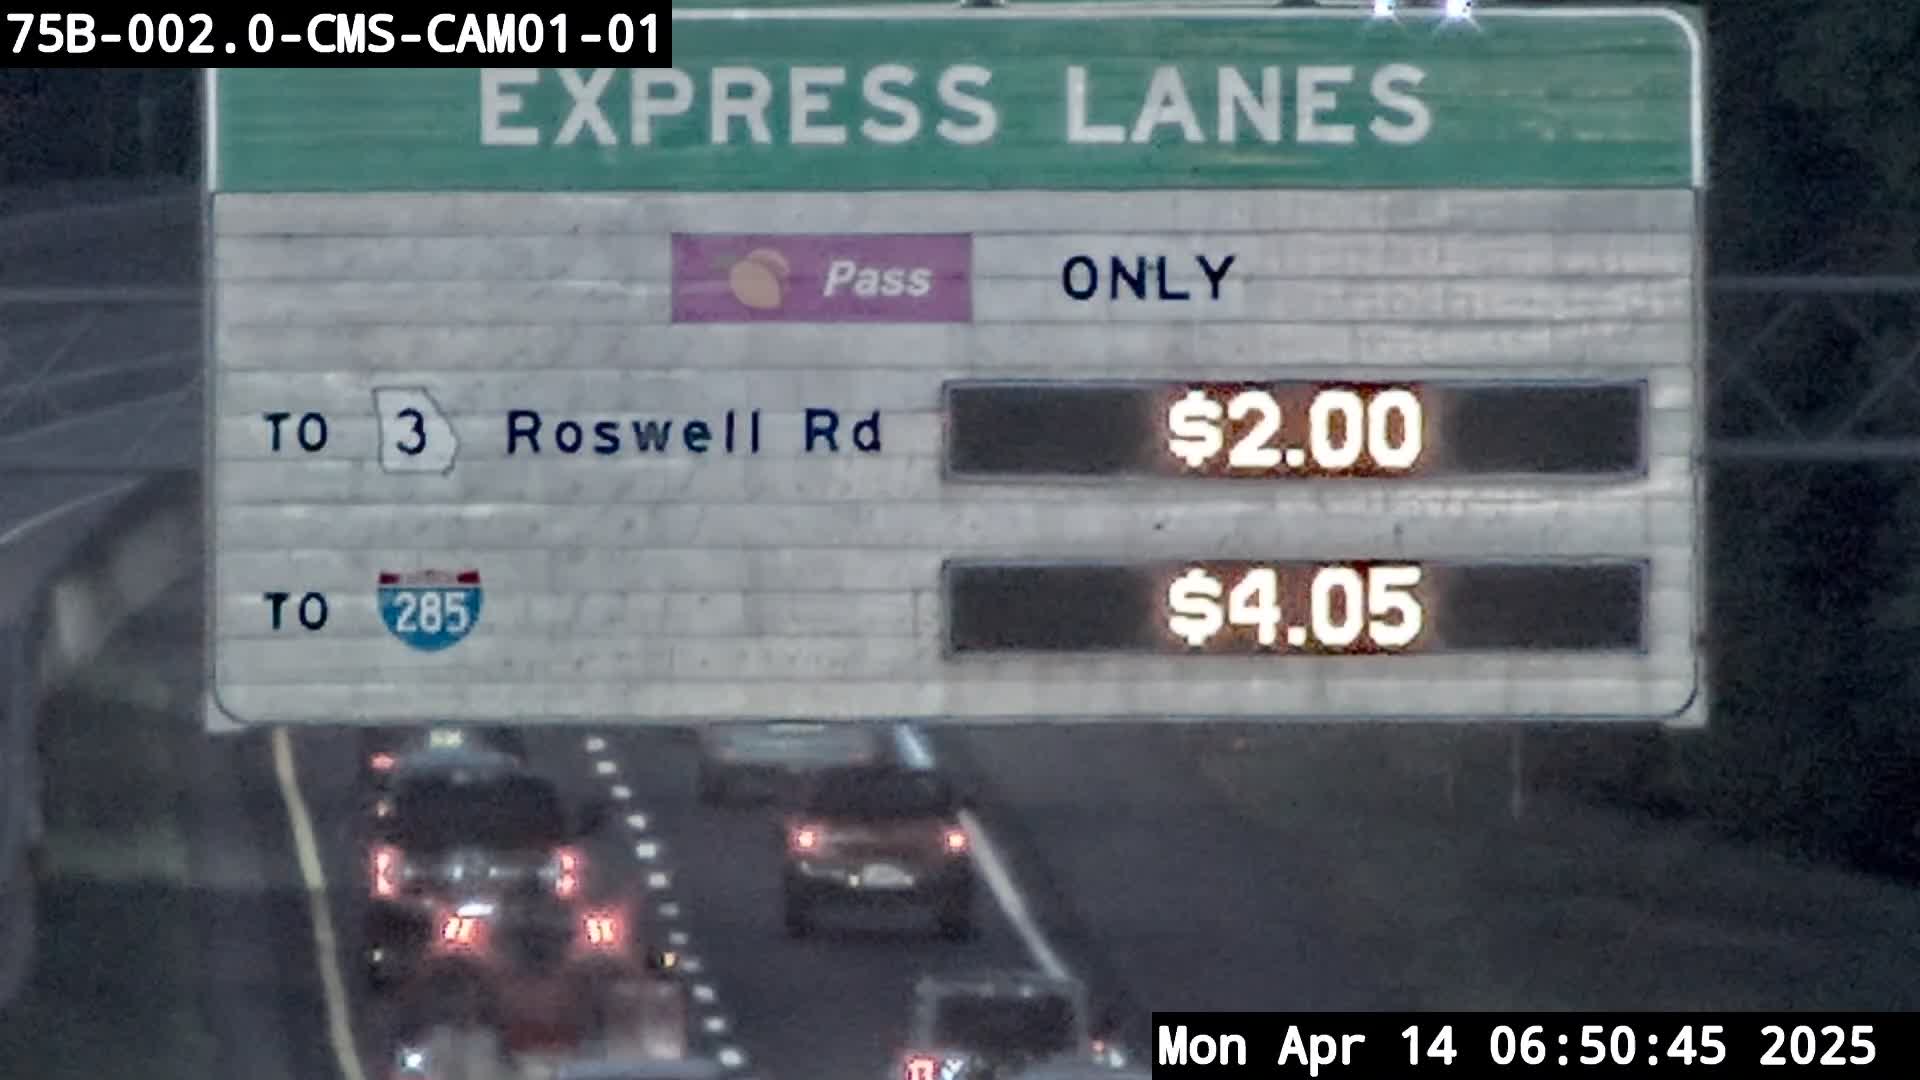 75B-002.0-CMS-CAM01-01
EXPRESS LANES
Pass ONLY
TO 3 Roswell Rd $2.00
TO 285 $4.05
Mon Apr 14 06:50:45 2025